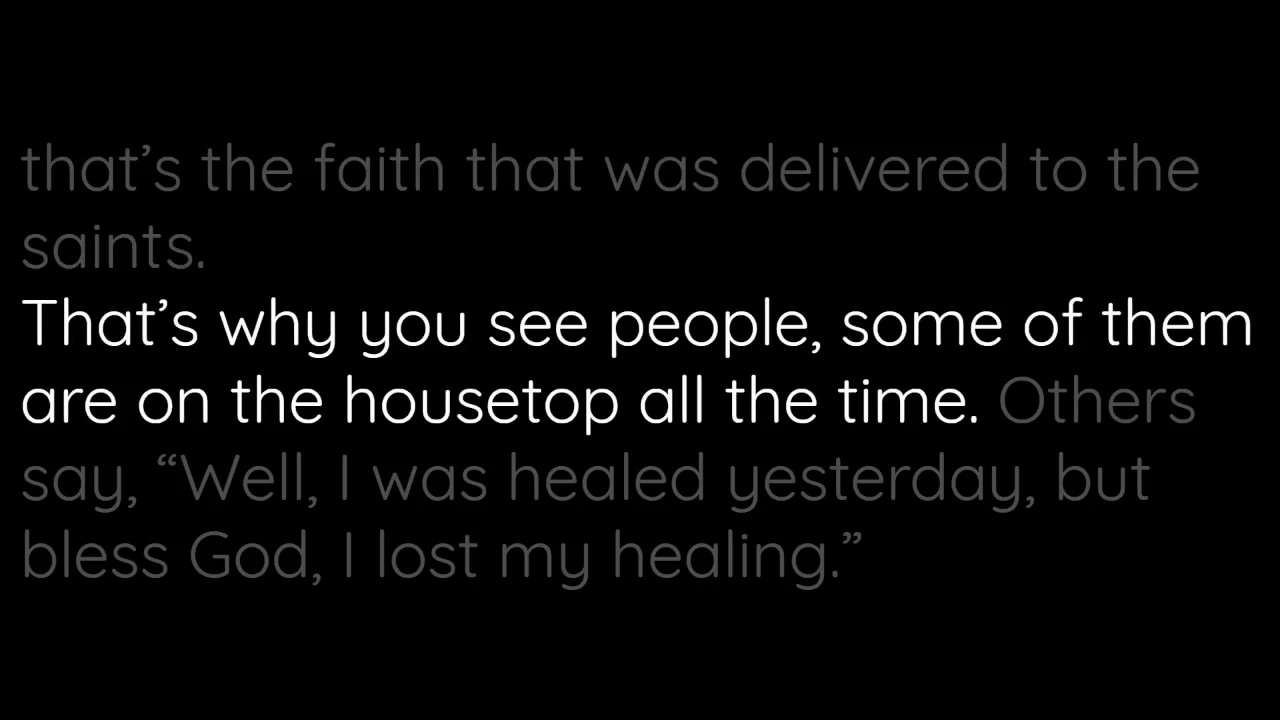 that’s the faith that was delivered to the
saints.
That’s why you see people, some of them
are on the housetop all the time. Others
say, “Well, I was healed yesterday, but
bless God, I lost my healing.”